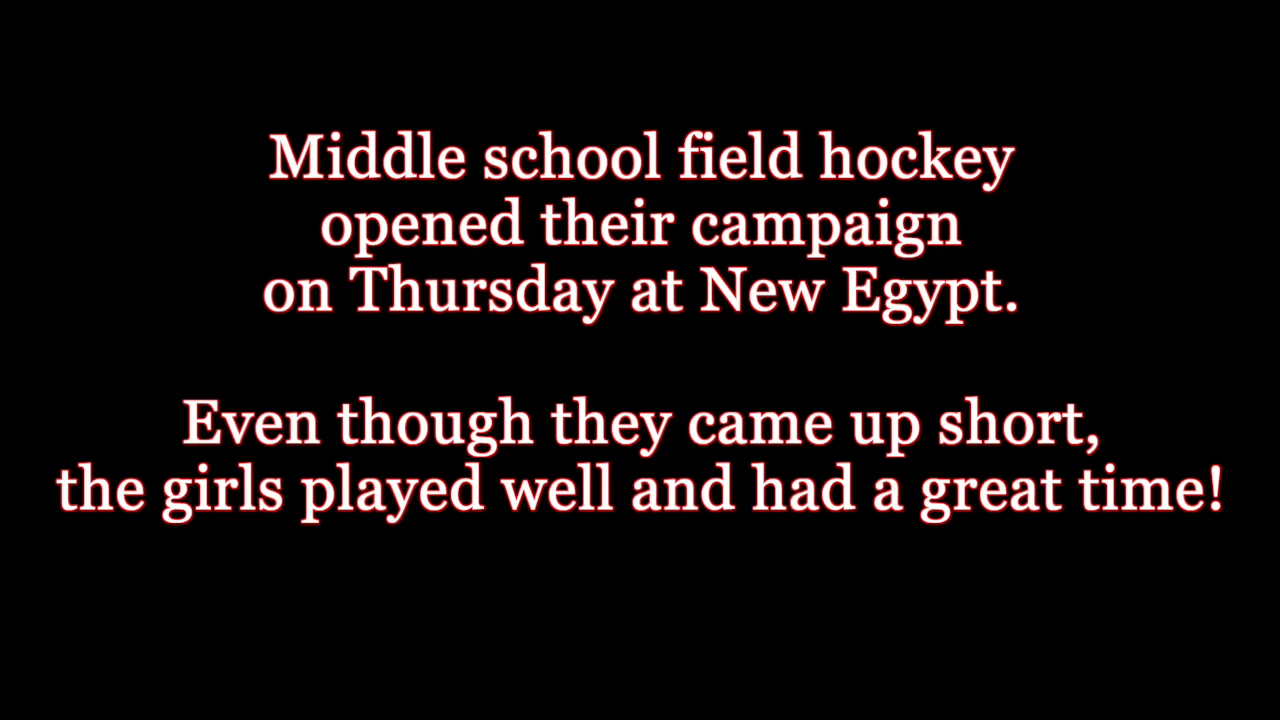 Middle school field hockey
opened their campaign
on Thursday at New Egypt.
Even though they came up short,
the girls played well and had a great time!